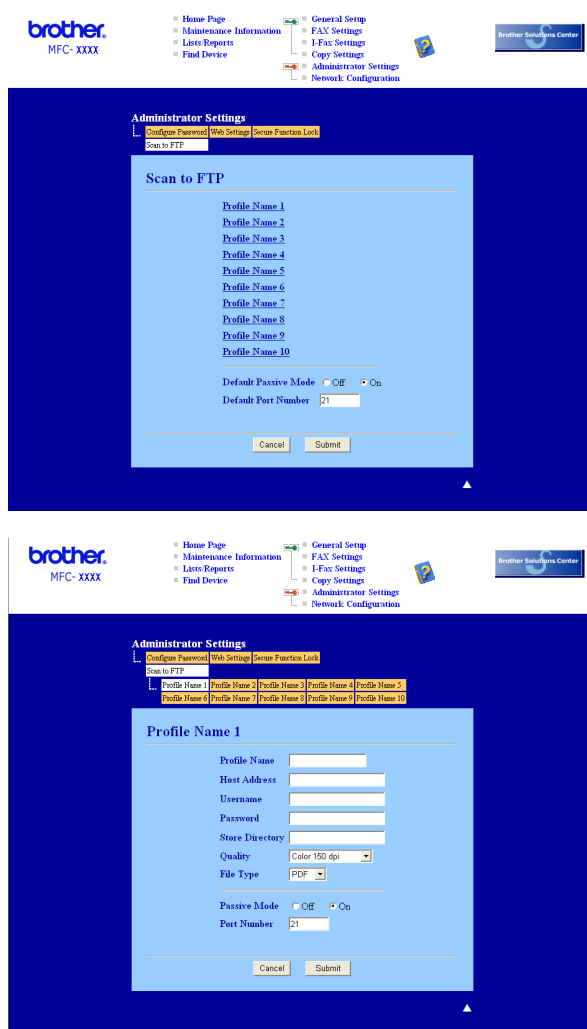 brother.
MFC- XXXX
Home Page
Maintenance Information
Lists/Reports
Find Device
General Setup
FAX Settings
I-Fax Settings
Copy Settings
Administrator Settings
Network Configuration
Brother Solutions Center
Administrator Settings
Configure Password Web Settings Secure Function Lock
Scan to FTP
Scan to FTP
Profile Name 1
Profile Name 2
Profile Name 3
Profile Name 4
Profile Name 5
Profile Name 6
Profile Name 7
Profile Name 8
Profile Name 9
Profile Name 10
Default Passive Mode Off On
Default Port Number 21
Cancel Submit
brother.
MFC- XXXX
Home Page
Maintenance Information
Lists/Reports
Find Device
General Setup
FAX Settings
I-Fax Settings
Copy Settings
Administrator Settings
Network Configuration
Brother Solutions Center
Administrator Settings
Configure Password Web Settings Secure Function Lock
Scan to FTP
Profile Name 1 Profile Name 2 Profile Name 3 Profile Name 4 Profile Name 5
Profile Name 6 Profile Name 7 Profile Name 8 Profile Name 9 Profile Name 10
Profile Name 1
Profile Name
Host Address
Username
Password
Store Directory
Quality Color 150 dpi
File Type PDF
Passive Mode Off On
Port Number 21
Cancel Submit